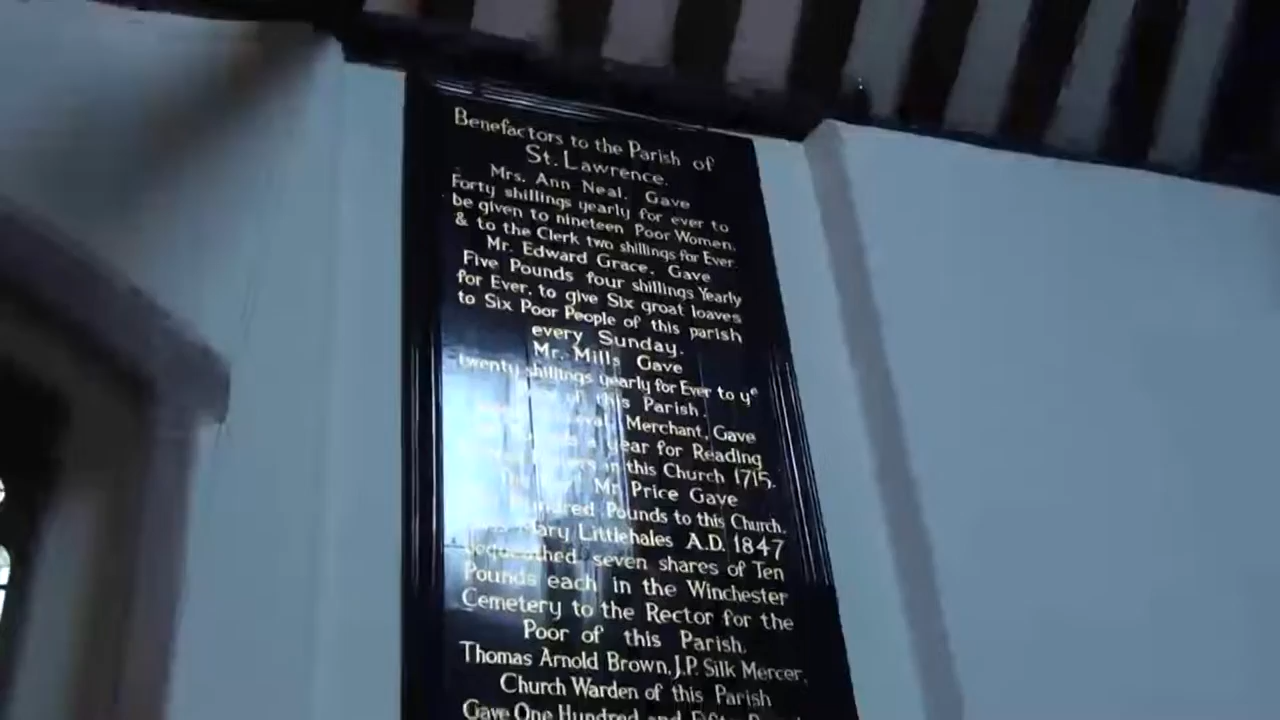 Benefactors to the Parish of
St. Lawrence.
Mrs. Ann Neal. Gave
Forty shillings yearly for ever to
be given to nineteen Poor Women.
& to the Clerk two shillings for Ever.
Mr. Edward Grace. Gave
Five Pounds four shillings Yearly
for Ever. to give Six groat loaves
to Six Poor People of this parish
every Sunday.
Mr. Mills Gave
twenty shillings yearly for Ever to yᵉ
of this Parish.
Merchant, Gave
a year for Reading
in this Church 1715.
Mr. Price Gave
Hundred Pounds to this Church.
Mary Littlehales A.D. 1847
bequeathed seven shares of Ten
Pounds each in the Winchester
Cemetery to the Rector for the
Poor of this Parish.
Thomas Arnold Brown, J.P. Silk Mercer,
Church Warden of this Parish
Gave One Hundred and Fifty